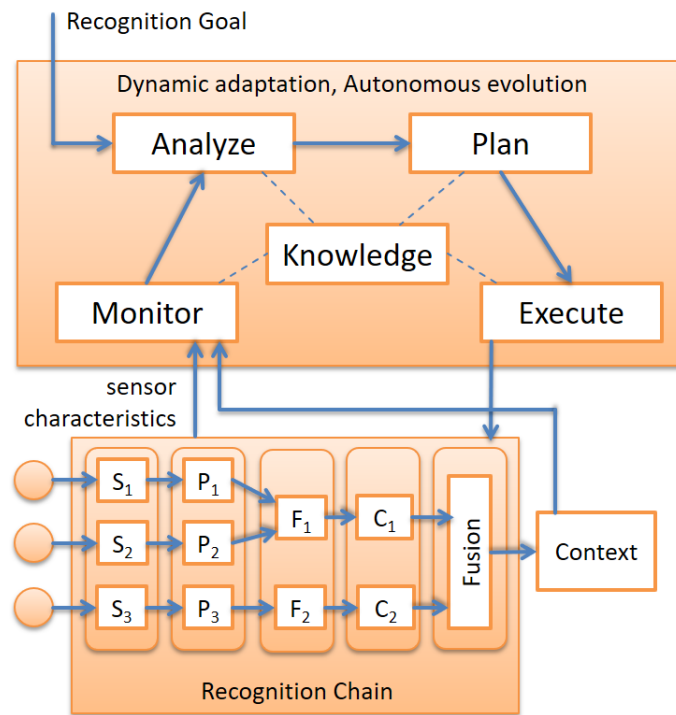 Recognition Goal
Dynamic adaptation, Autonomous evolution
Analyze
Plan
Knowledge
Monitor
Execute
sensor
characteristics
S₁
P₁
F₁
C₁
S₂
P₂
S₃
P₃
F₂
C₂
Fusion
Context
Recognition Chain